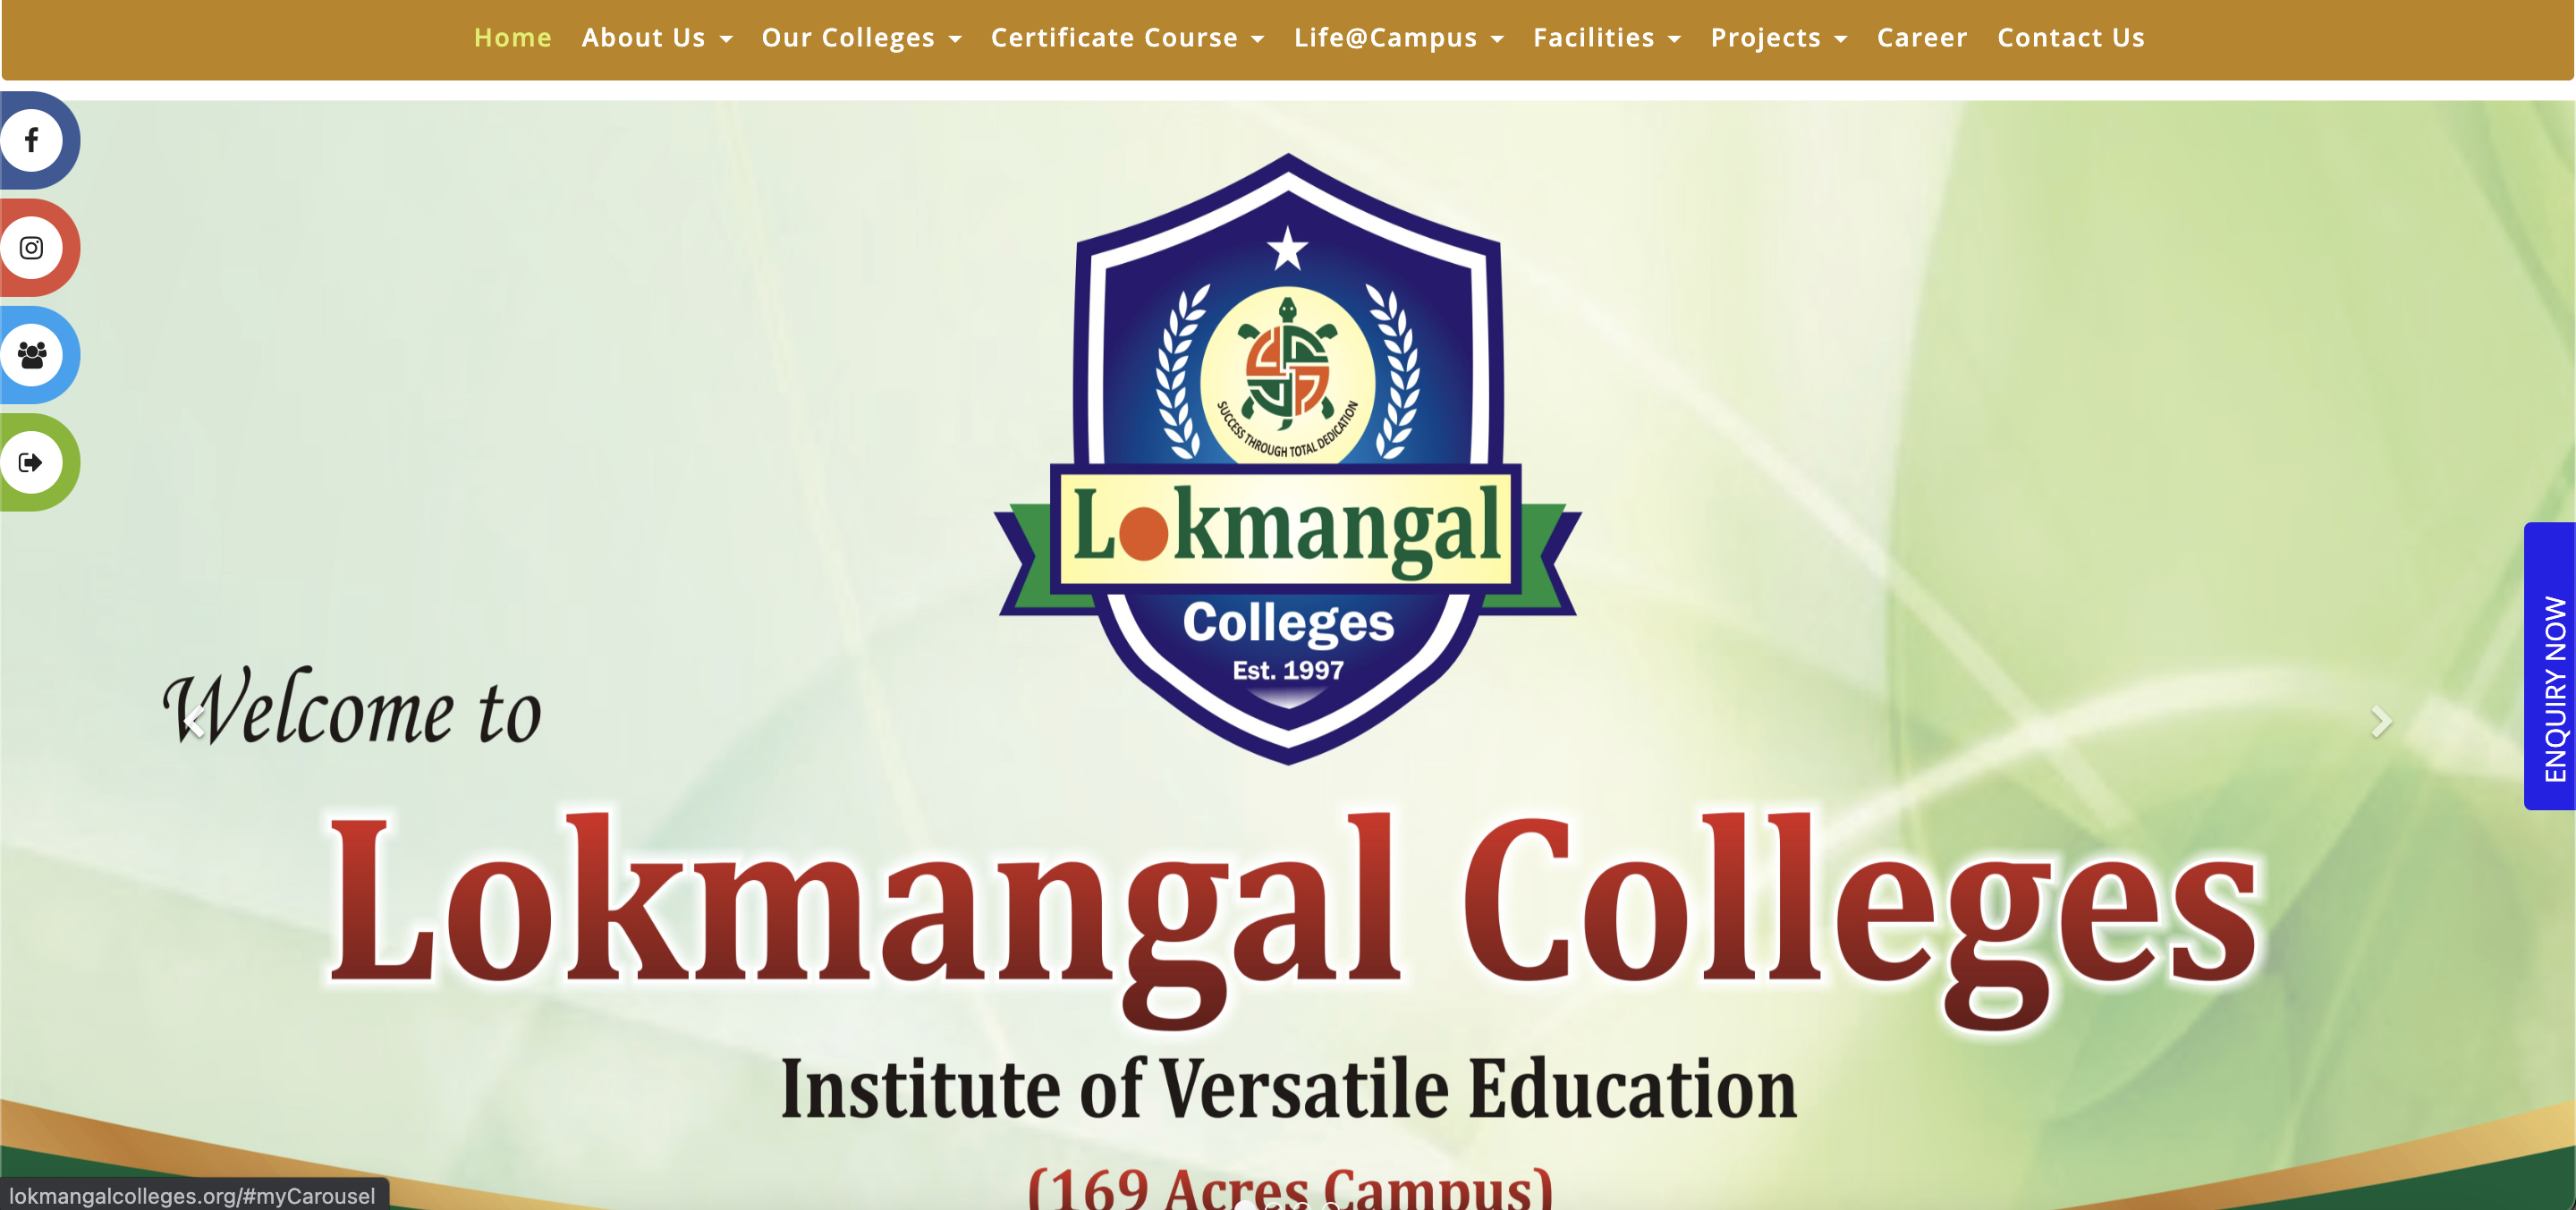 Home About Us Our Colleges Certificate Course Life@Campus Facilities Projects Career Contact Us
SUCCESS THROUGH TOTAL DEDICATION
Lokmangal
Colleges
Est. 1997
Welcome to
ENQUIRY NOW
Lokmangal Colleges
Institute of Versatile Education
(169 Acres Campus)
lokmangalcolleges.org/#myCarousel